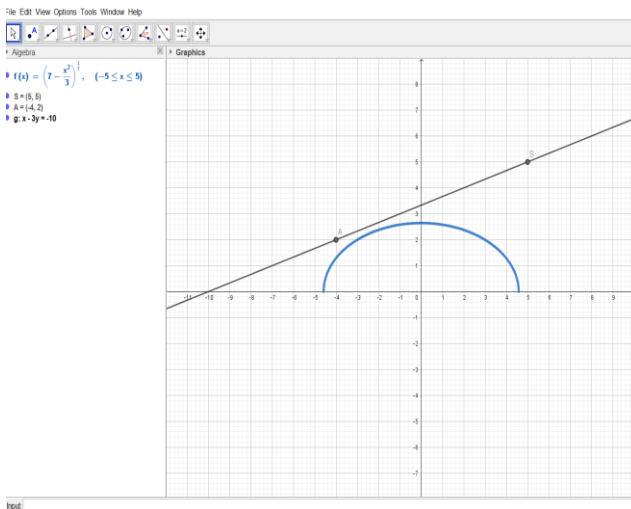 File Edit View Options Tools Window Help
A a=2
Algebra Graphics
f(x) = (7 − x²/3)^(1/2), (−5 ≤ x ≤ 5)
S = (5, 5)
A = (-4, 2)
g: x - 3y = -10
8
7
6
5 S
4
3
A 2
1
-11 -10 -9 -8 -7 -6 -5 -4 -3 -2 -1 0 1 2 3 4 5 6 7 8 9
-1
-2
-3
-4
-5
-6
-7
Input: